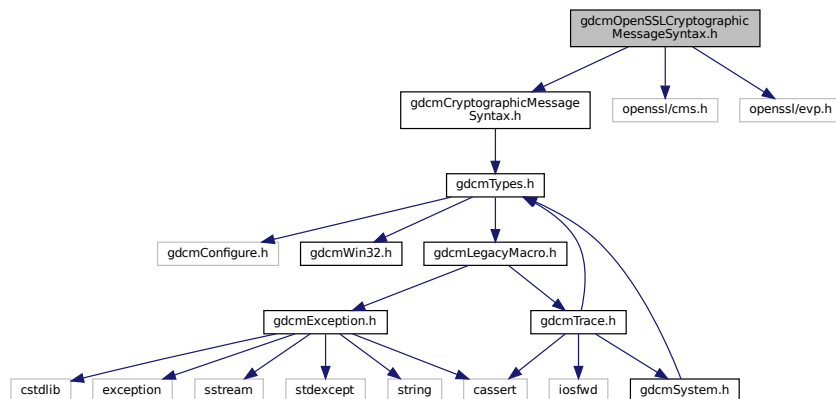 gdcmOpenSSLCryptographic
MessageSyntax.h
gdcmCryptographicMessage
Syntax.h
openssl/cms.h
openssl/evp.h
gdcmTypes.h
gdcmConfigure.h
gdcmWin32.h
gdcmLegacyMacro.h
gdcmException.h
gdcmTrace.h
cstdlib
exception
sstream
stdexcept
string
cassert
iosfwd
gdcmSystem.h